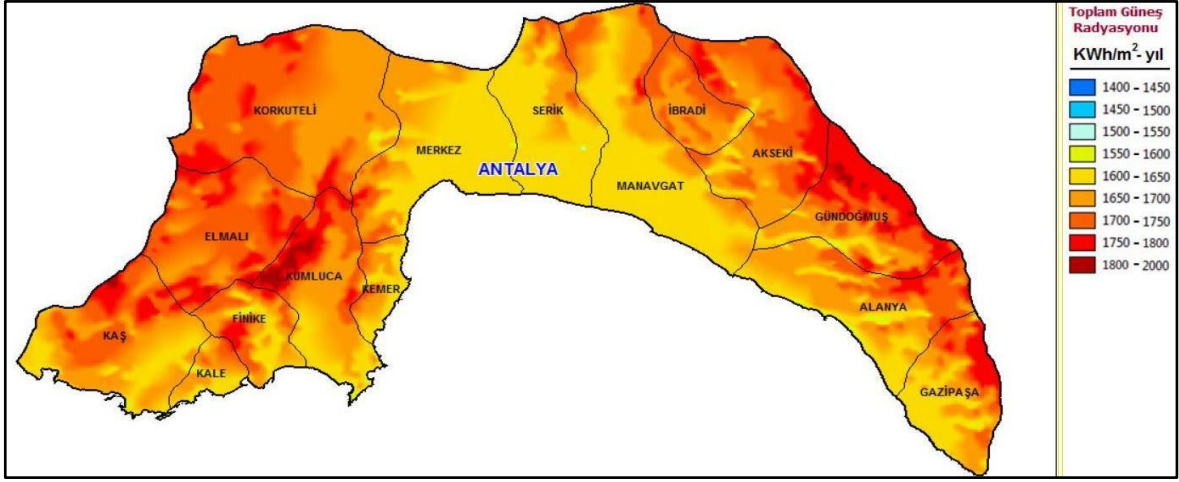 KORKUTELİ
SERİK
İBRADİ
MERKEZ
AKSEKİ
ANTALYA
MANAVGAT
GÜNDOĞMUŞ
ELMALI
KUMLUCA
KEMER
ALANYA
FİNİKE
KAŞ
KALE
GAZİPAŞA
Toplam Güneş
Radyasyonu
KWh/m²- yıl
1400 - 1450
1450 - 1500
1500 - 1550
1550 - 1600
1600 - 1650
1650 - 1700
1700 - 1750
1750 - 1800
1800 - 2000